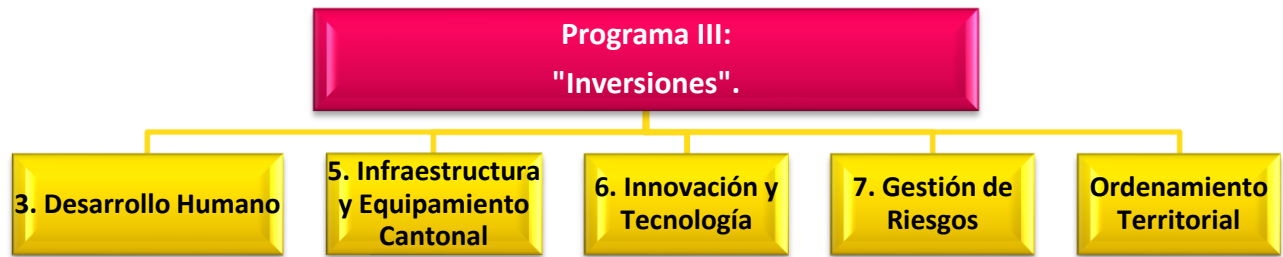 Programa III:
"Inversiones".
3. Desarrollo Humano
5. Infraestructura
y Equipamiento
Cantonal
6. Innovación y
Tecnología
7. Gestión de
Riesgos
Ordenamiento
Territorial